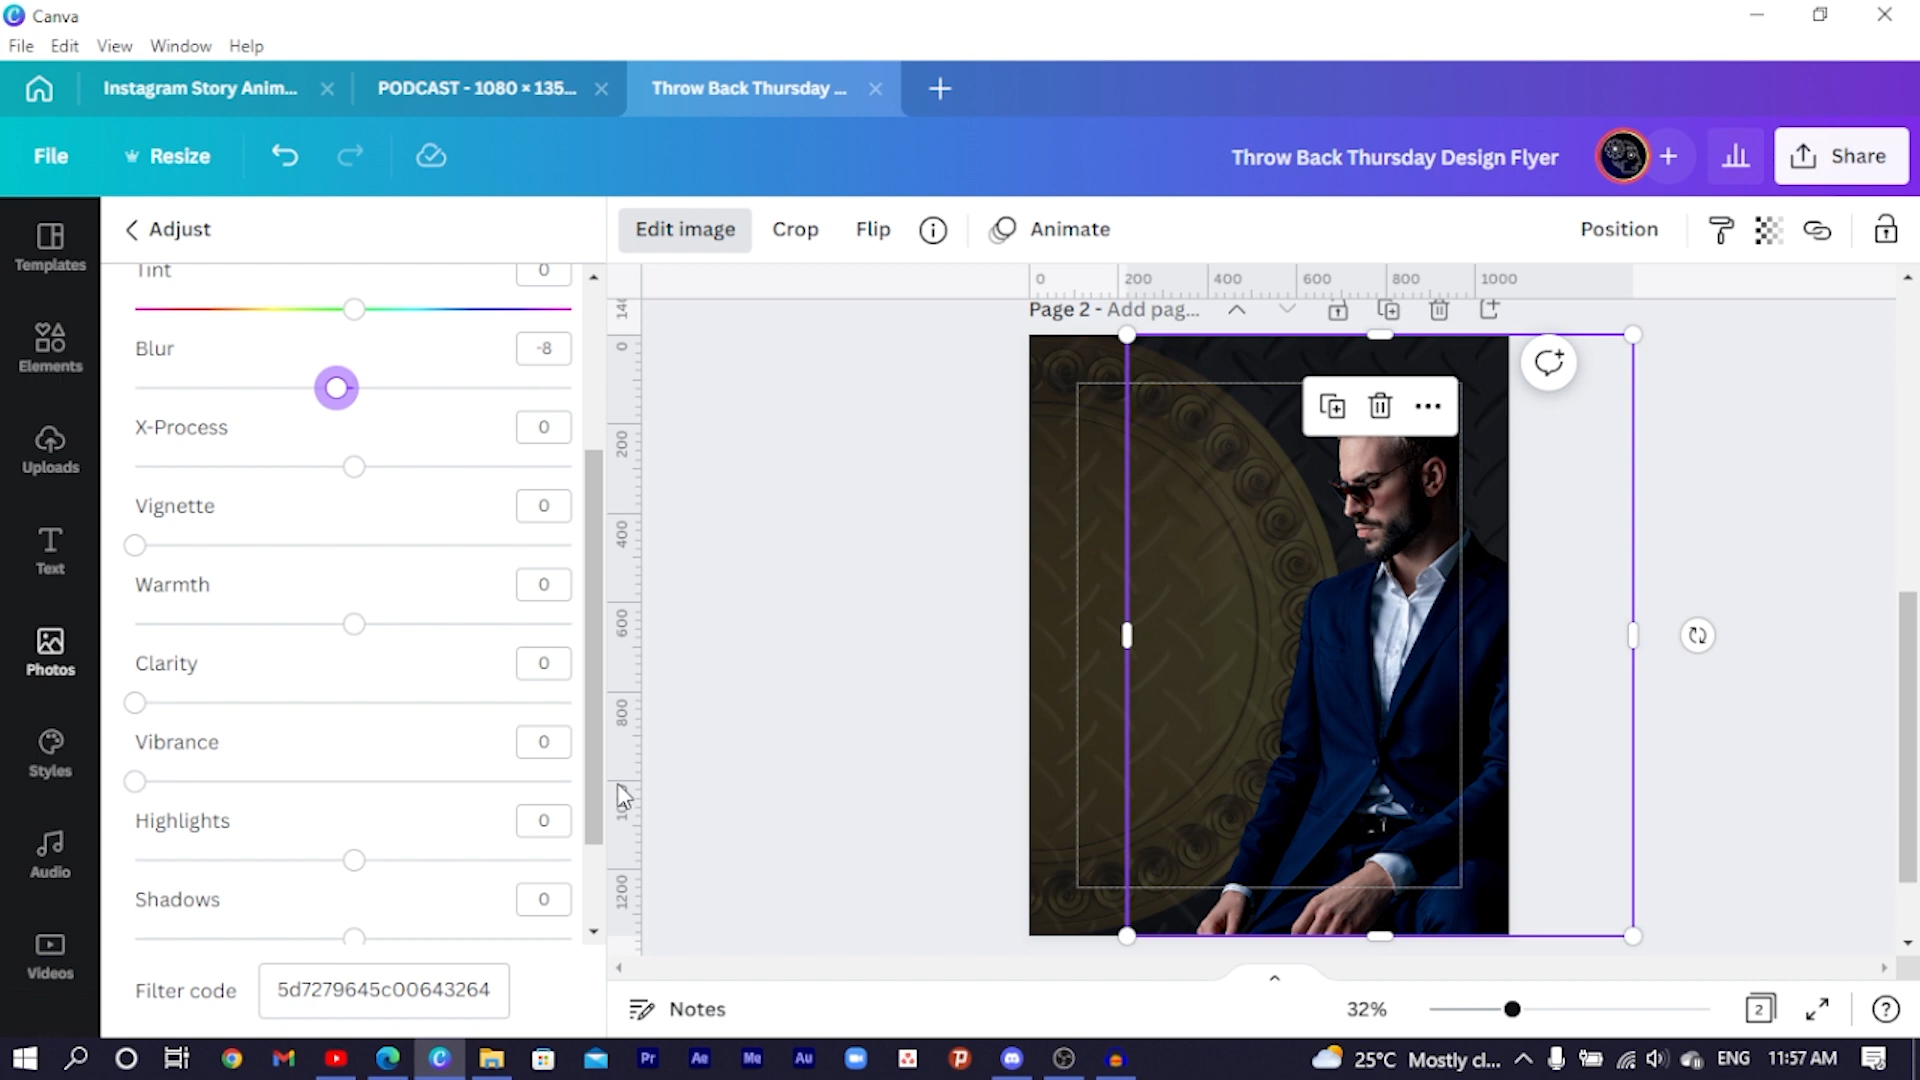 Canva
File Edit View Window Help
Instagram Story Anim... PODCAST - 1080 × 135... Throw Back Thursday ...
File Resize Throw Back Thursday Design Flyer Share
Adjust Edit image Crop Flip Animate Position
Templates
Elements
Uploads
Text
Photos
Styles
Audio
Videos
Tint 0
Blur -8
X-Process 0
Vignette 0
Warmth 0
Clarity 0
Vibrance 0
Highlights 0
Shadows 0
Filter code 5d7279645c00643264
0 200 400 600 800 1000
Page 2 - Add pag...
0
200
400
600
800
1200
Notes 32% 2
Pr Ae Me Au 25°C Mostly cl... ENG 11:57 AM